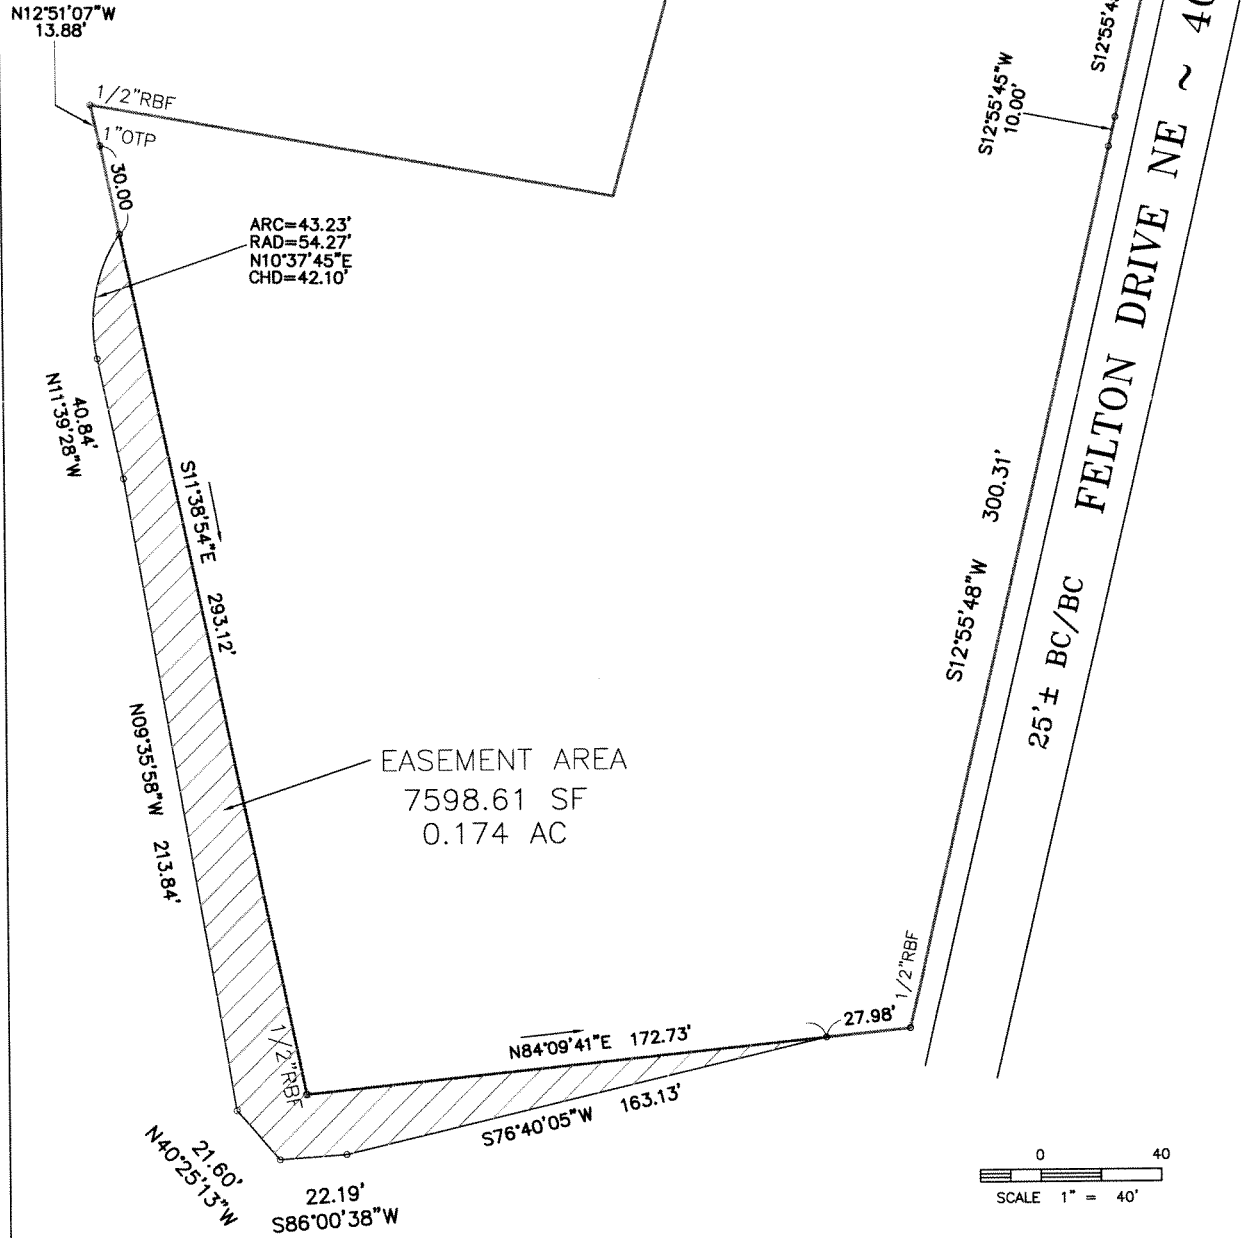 N12°51'07"W
13.88'
1/2"RBF
1"OTP
30.00
ARC=43.23'
RAD=54.27'
N10°37'45"E
CHD=42.10'
S12°55'45"W
10.00'
S12°55'4
FELTON DRIVE NE ~ 40
25'± BC/BC
40.84'
N11°39'28"W
S11°38'54"E 293.12'
S12°55'48"W 300.31'
N09°35'58"W 213.84'
EASEMENT AREA
7598.61 SF
0.174 AC
1/2"RBF
1/2"RBF
27.98'
N84°09'41"E 172.73'
S76°40'05"W 163.13'
21.60'
N40°25'13"W
22.19'
S86°00'38"W
0 40
SCALE 1" = 40'